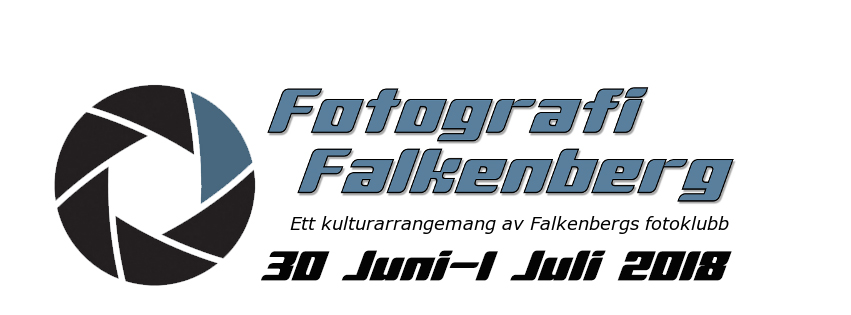 Fotografi
Falkenberg
Ett kulturarrangemang av Falkenbergs fotoklubb
30 Juni-1 Juli 2018